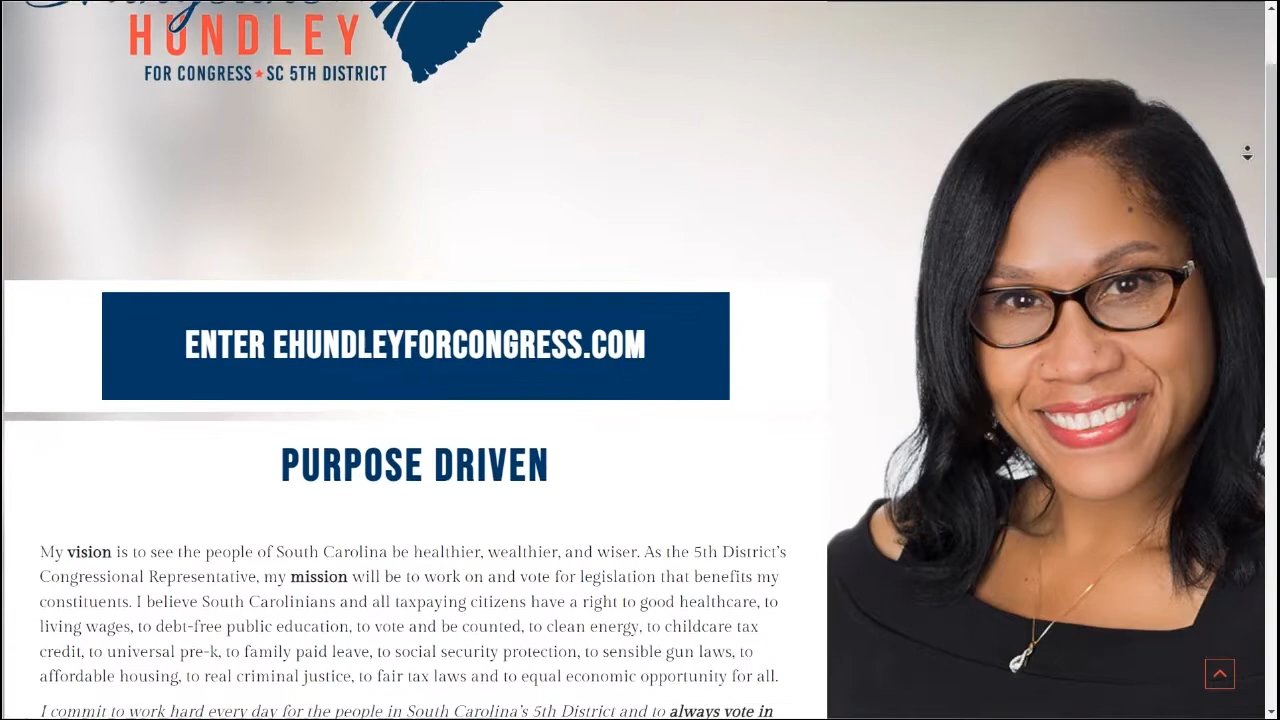 HUNDLEY
FOR CONGRESS ★ SC 5TH DISTRICT
ENTER EHUNDLEYFORCONGRESS.COM
PURPOSE DRIVEN
My vision is to see the people of South Carolina be healthier, wealthier, and wiser. As the 5th District's
Congressional Representative, my mission will be to work on and vote for legislation that benefits my
constituents. I believe South Carolinians and all taxpaying citizens have a right to good healthcare, to
living wages, to debt-free public education, to vote and be counted, to clean energy, to childcare tax
credit, to universal pre-k, to family paid leave, to social security protection, to sensible gun laws, to
affordable housing, to real criminal justice, to fair tax laws and to equal economic opportunity for all.
I commit to work hard every day for the people in South Carolina's 5th District and to always vote in